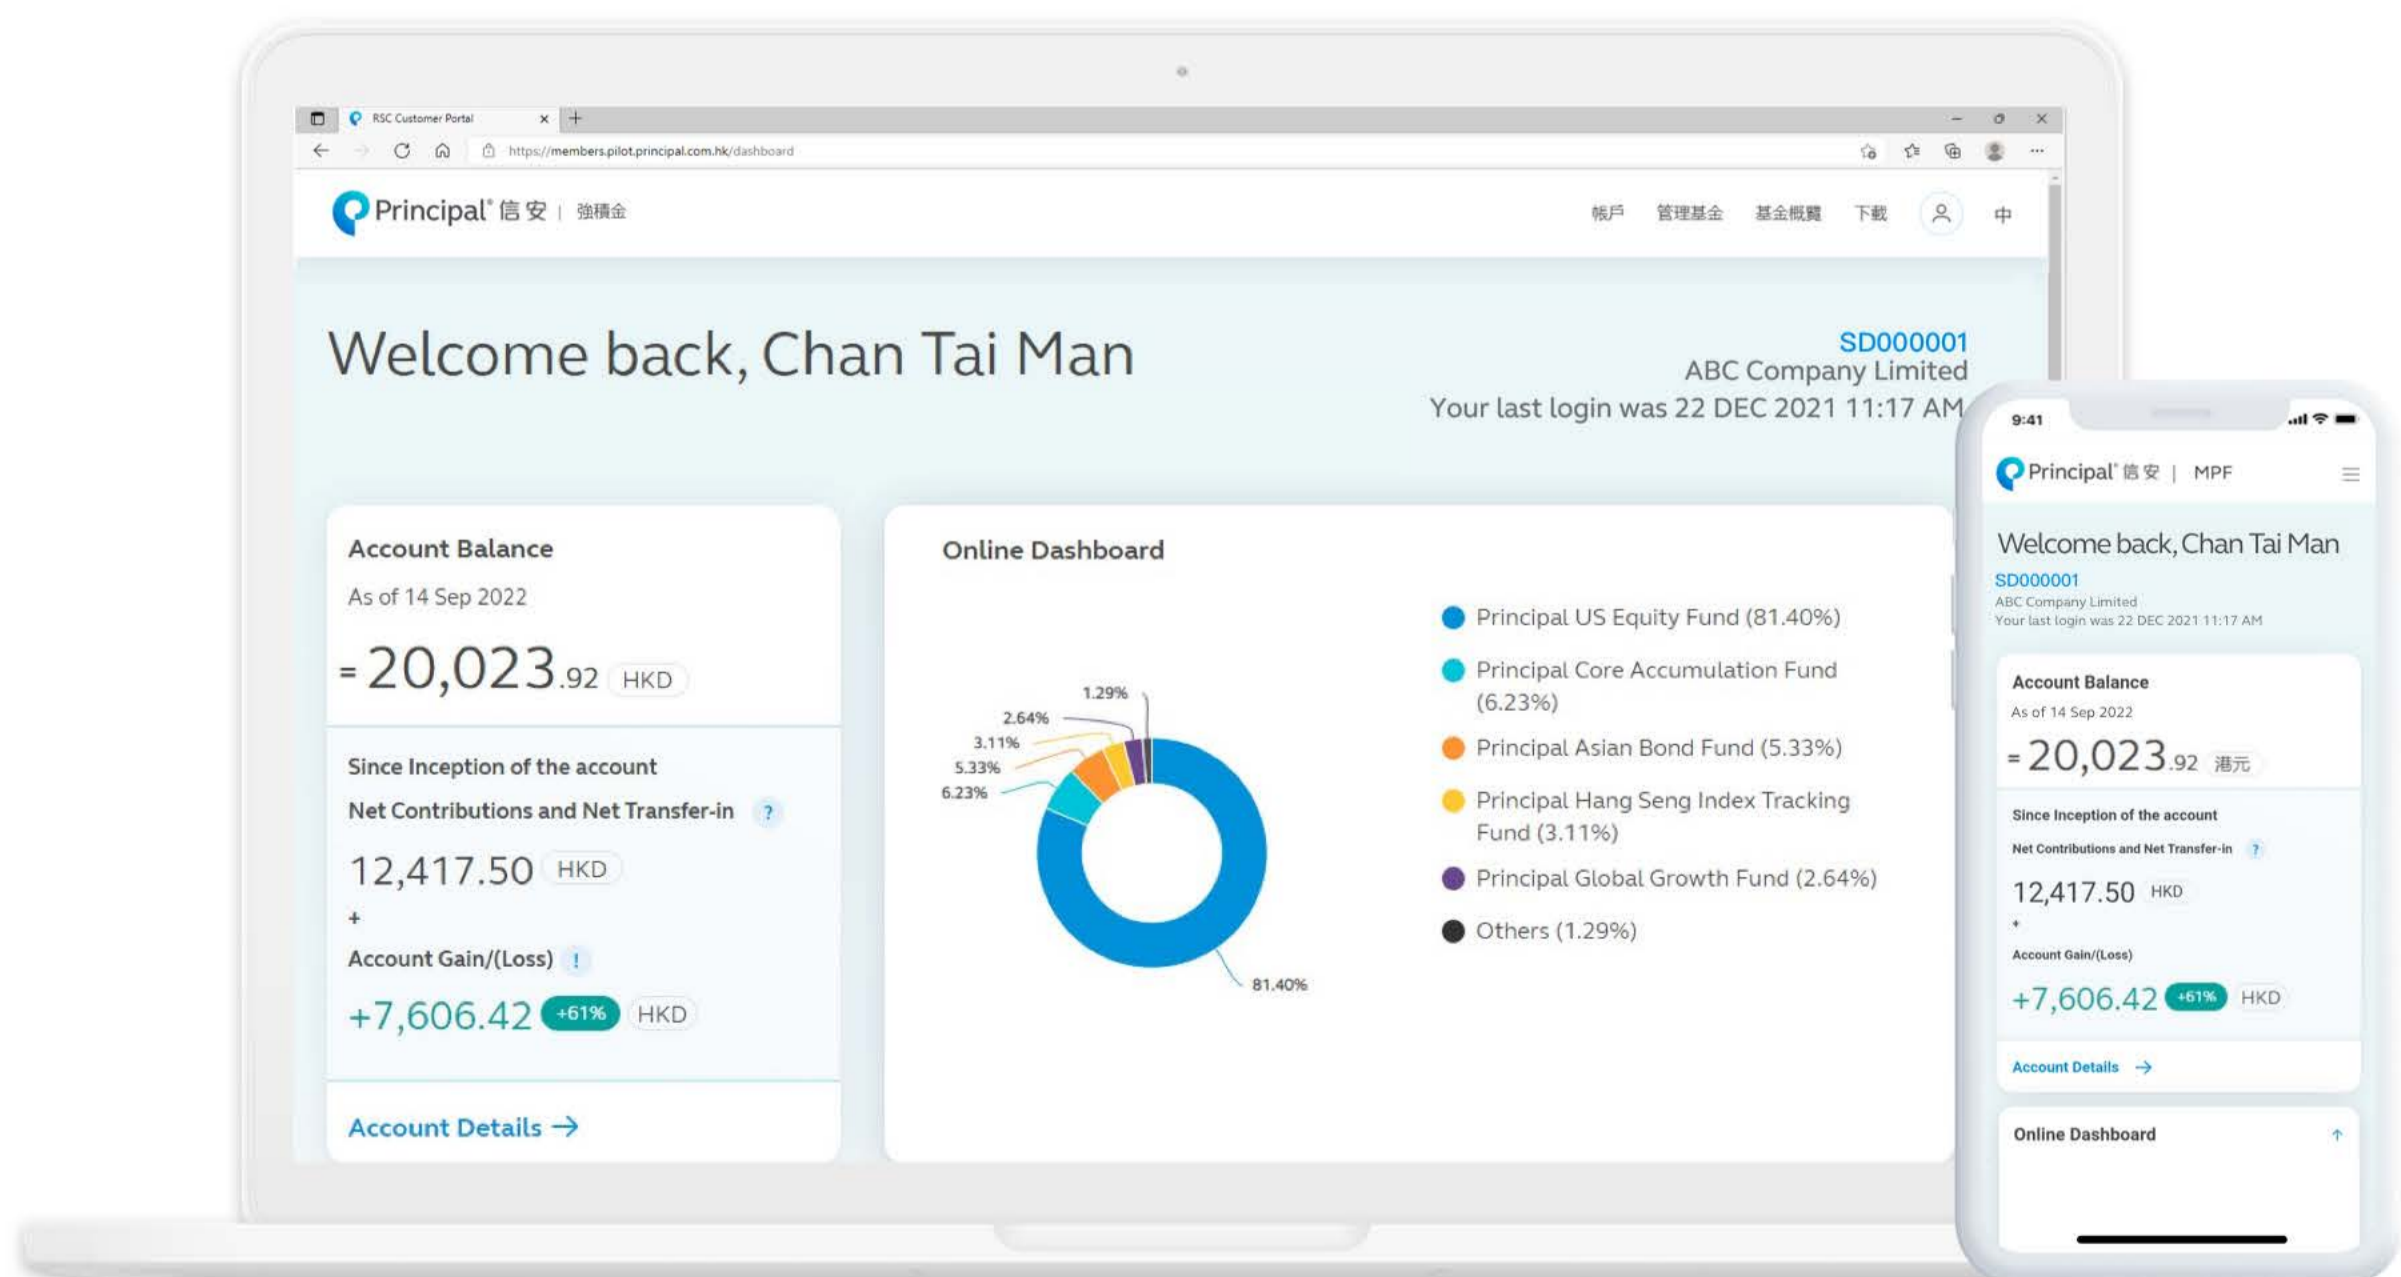 RSC Customer Portal
https://members.pilot.principal.com.hk/dashboard
Principal® 信安 | 強積金
帳戶 管理基金 基金概覽 下載 中
Welcome back, Chan Tai Man
SD000001
ABC Company Limited
Your last login was 22 DEC 2021 11:17 AM
Account Balance
As of 14 Sep 2022
= 20,023.92 HKD
Since Inception of the account
Net Contributions and Net Transfer-in ?
12,417.50 HKD
+
Account Gain/(Loss) !
+7,606.42 +61% HKD
Account Details →
Online Dashboard
1.29%
2.64%
3.11%
5.33%
6.23%
81.40%
Principal US Equity Fund (81.40%)
Principal Core Accumulation Fund
(6.23%)
Principal Asian Bond Fund (5.33%)
Principal Hang Seng Index Tracking
Fund (3.11%)
Principal Global Growth Fund (2.64%)
Others (1.29%)
9:41
Principal® 信安 | MPF
Welcome back, Chan Tai Man
SD000001
ABC Company Limited
Your last login was 22 DEC 2021 11:17 AM
Account Balance
As of 14 Sep 2022
= 20,023.92 港元
Since Inception of the account
Net Contributions and Net Transfer-in ?
12,417.50 HKD
+
Account Gain/(Loss)
+7,606.42 +61% HKD
Account Details →
Online Dashboard ↑